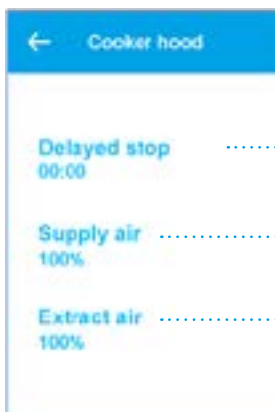 Cooker hood
Delayed stop
00:00
Supply air
100%
Extract air
100%